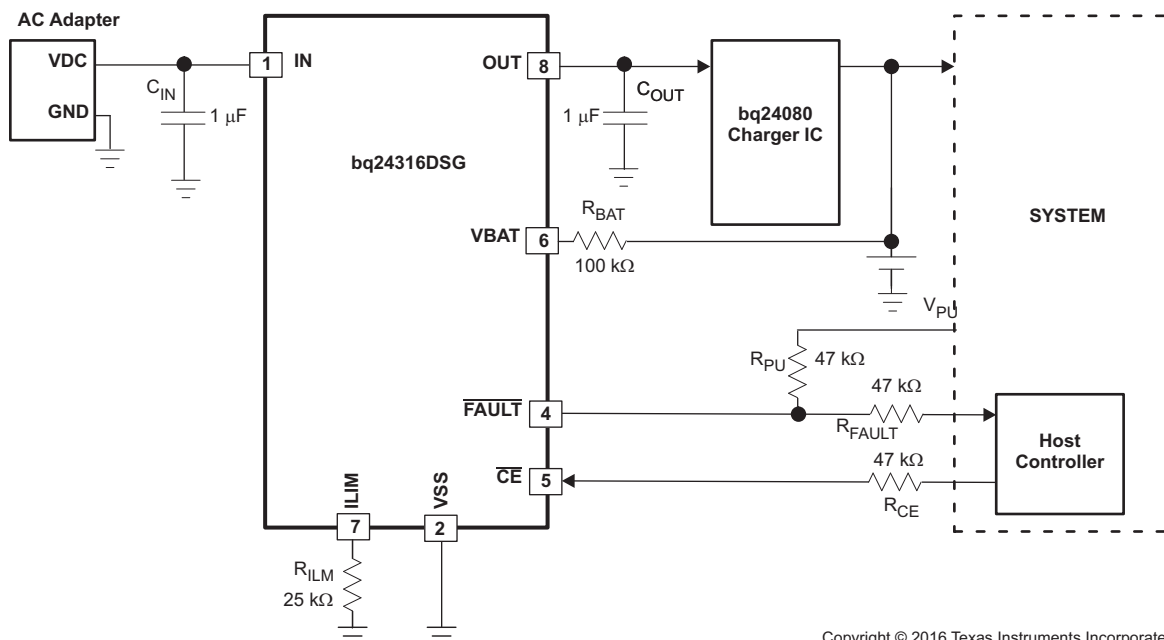 AC Adapter
VDC
GND
C_IN
1 μF
1
IN
OUT
8
C_OUT
1 μF
bq24080
Charger IC
bq24316DSG
SYSTEM
VBAT
6
R_BAT
100 kΩ
V_PU
R_PU
47 kΩ
47 kΩ
FAULT
4
R_FAULT
Host
Controller
CE
5
47 kΩ
R_CE
ILIM
7
VSS
2
R_ILM
25 kΩ
Copyright © 2016 Texas Instruments Incorporate